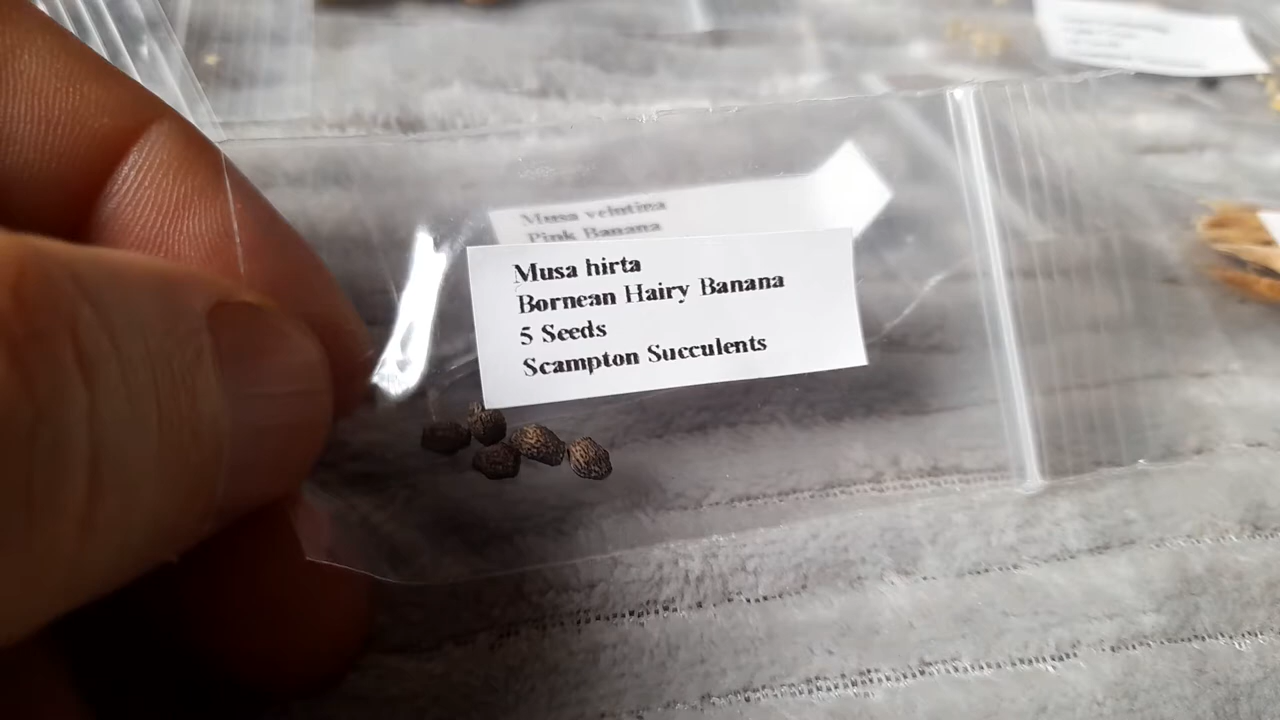 Musa velutina
Pink Banana
Musa hirta
Bornean Hairy Banana
5 Seeds
Scampton Succulents